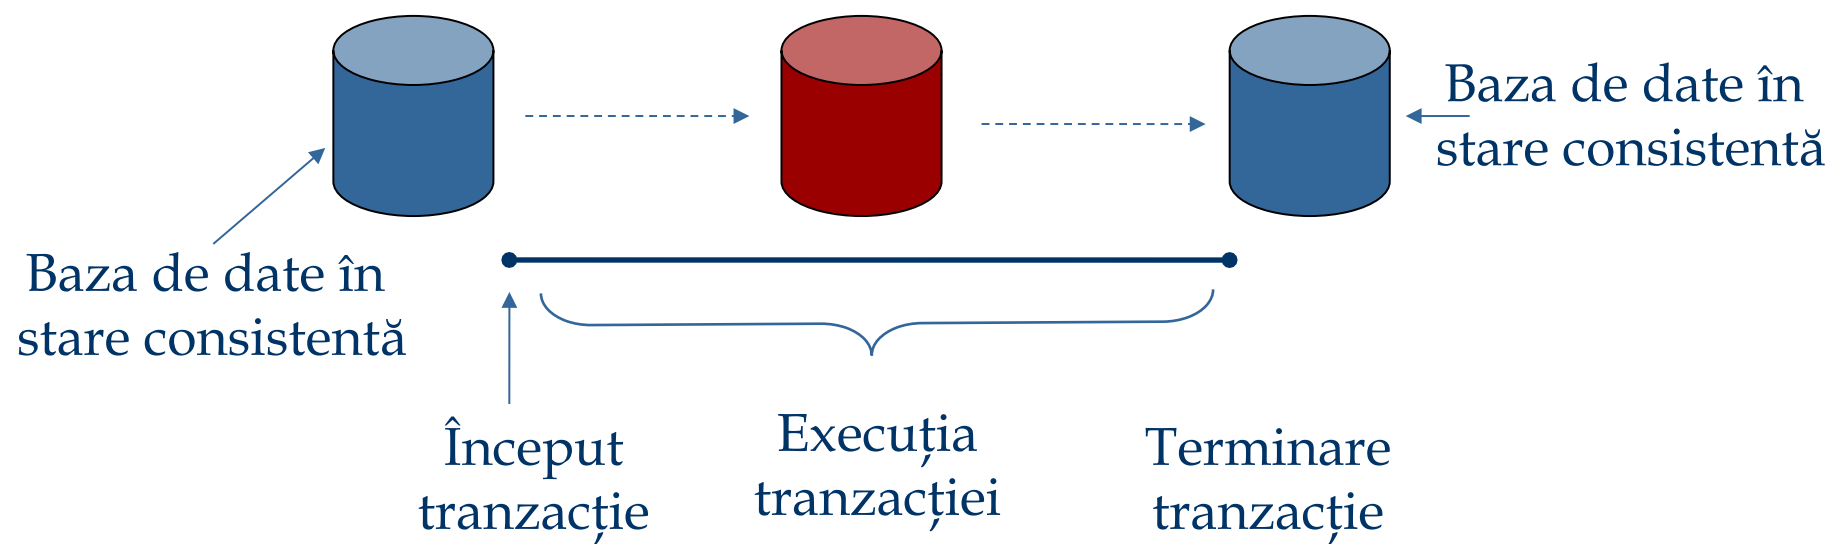 Baza de date în
stare consistentă
Baza de date în
stare consistentă
Început
tranzacție
Execuția
tranzacției
Terminare
tranzacție